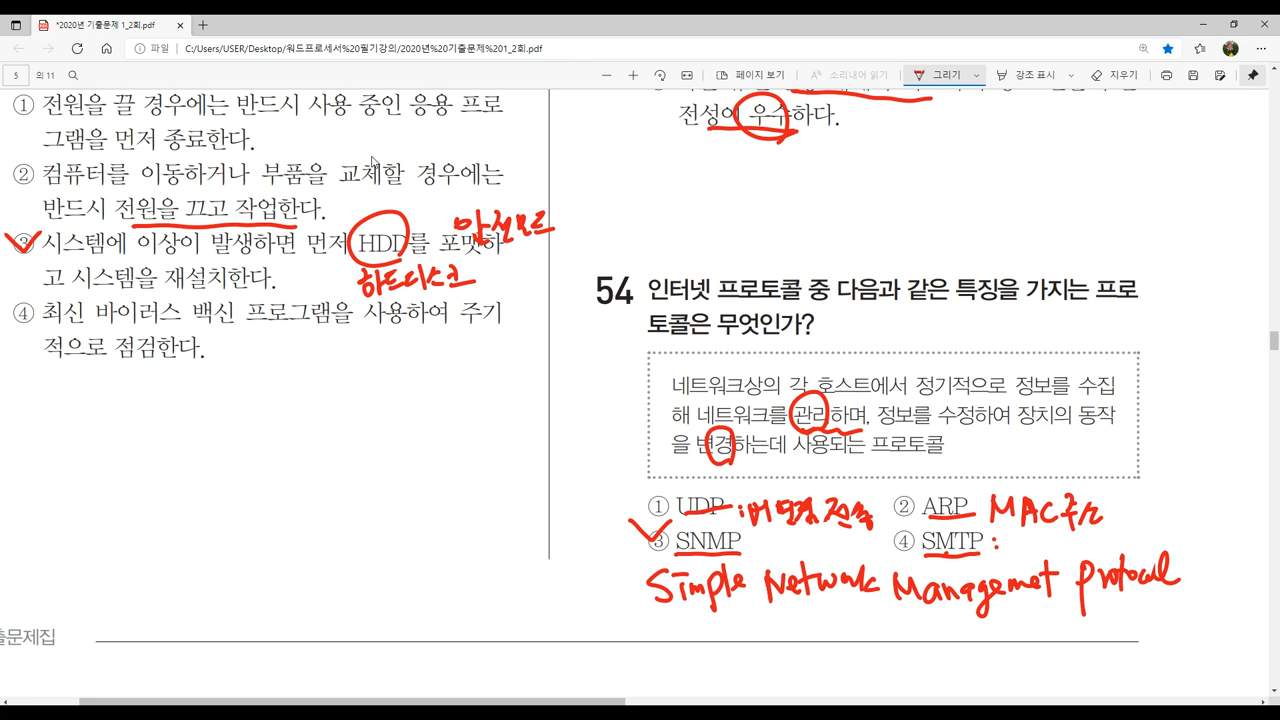 *2020년 기출문제 1_2회.pdf
파일 C:/Users/USER/Desktop/워드프로세서%20필기강의/2020년%20기출문제%201_2회.pdf
5 의 11 페이지 보기 소리내어 읽기 그리기 강조 표시 지우기
① 전원을 끌 경우에는 반드시 사용 중인 응용 프로
그램을 먼저 종료한다.
② 컴퓨터를 이동하거나 부품을 교체할 경우에는
반드시 전원을 끄고 작업한다.
안전모드
③ 시스템에 이상이 발생하면 먼저 HDD를 포맷하
고 시스템을 재설치한다.
하드디스크
④ 최신 바이러스 백신 프로그램을 사용하여 주기
적으로 점검한다.
출문제집
전성이 우수하다.
54 인터넷 프로토콜 중 다음과 같은 특징을 가지는 프로
토콜은 무엇인가?
네트워크상의 각 호스트에서 정기적으로 정보를 수집
해 네트워크를 관리하며, 정보를 수정하여 장치의 동작
을 변경하는데 사용되는 프로토콜
① UDP : 비 전송 ② ARP MAC주소
③ SNMP ④ SMTP :
Simple Network Managemet protocal